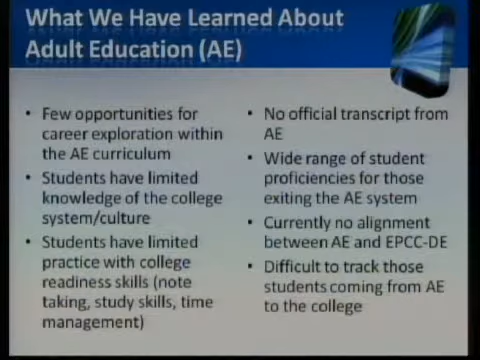 What We Have Learned About
Adult Education (AE)
• Few opportunities for
career exploration within
the AE curriculum
• Students have limited
knowledge of the college
system/culture
• Students have limited
practice with college
readiness skills (note
taking, study skills, time
management)
• No official transcript from
AE
• Wide range of student
proficiencies for those
exiting the AE system
• Currently no alignment
between AE and EPCC-DE
• Difficult to track those
students coming from AE
to the college